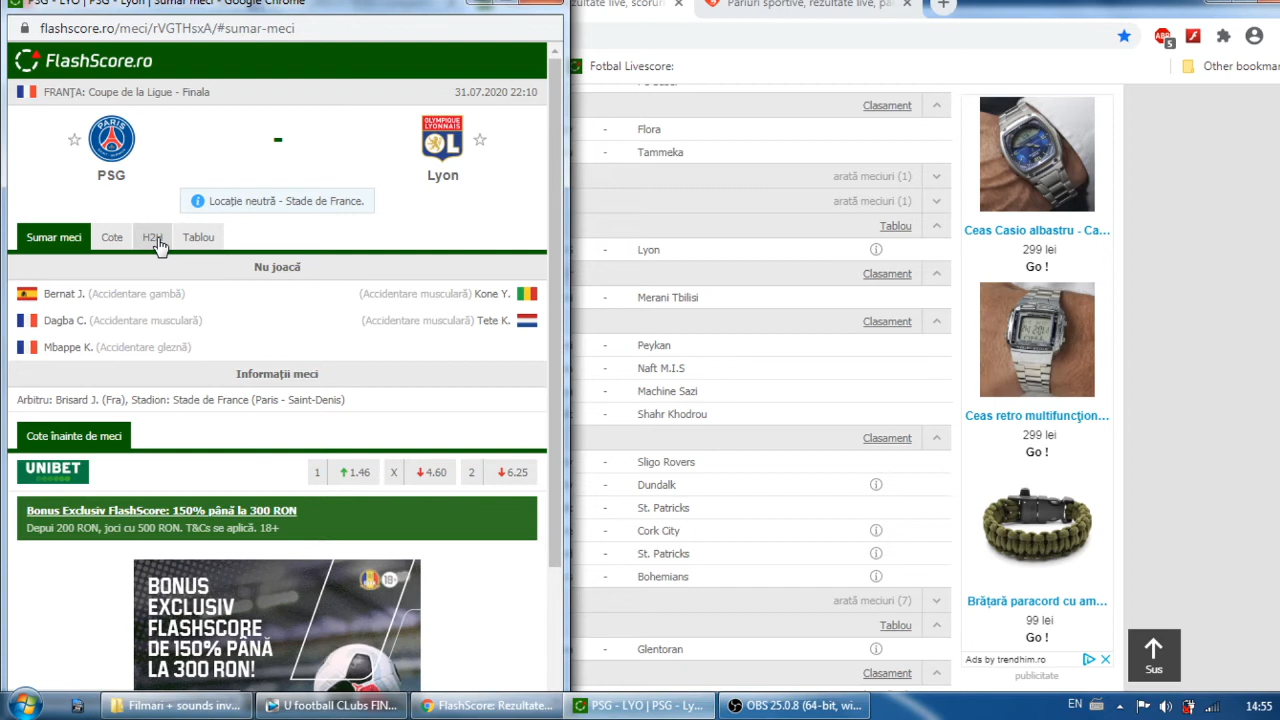 PSG - LYO | PSG - Lyon | Sumar meci - Google Chrome
flashscore.ro/meci/rVGTHsxA/#sumar-meci
FlashScore.ro
FRANȚA: Coupe de la Ligue - Finala 31.07.2020 22:10
-
PSG Lyon
Locație neutră - Stade de France.
Sumar meci Cote H2H Tablou
Nu joacă
Bernat J. (Accidentare gambă) (Accidentare musculară) Kone Y.
Dagba C. (Accidentare musculară) (Accidentare musculară) Tete K.
Mbappe K. (Accidentare gleznă)
Informații meci
Arbitru: Brisard J. (Fra), Stadion: Stade de France (Paris - Saint-Denis)
Cote înainte de meci
UNIBET 1 1.46 X 4.60 2 6.25
Bonus Exclusiv FlashScore: 150% până la 300 RON
Depui 200 RON, joci cu 500 RON. T&Cs se aplică. 18+
BONUS
EXCLUSIV
FLASHSCORE
DE 150% PÂNĂ
LA 300 RON!
18+
Pariuri sportive, rezultate live, pa
ABP 5
Fotbal Livescore:
Other bookmar
Clasament
- Flora
- Tammeka
arată meciuri (1)
arată meciuri (1)
Tablou
- Lyon
Clasament
- Merani Tbilisi
Clasament
- Peykan
- Naft M.I.S
- Machine Sazi
- Shahr Khodrou
Clasament
- Sligo Rovers
- Dundalk
- St. Patricks
- Cork City
- St. Patricks
- Bohemians
arată meciuri (7)
Tablou
- Glentoran
Clasament
Ceas Casio albastru - Ca...
299 lei
Go !
Ceas retro multifuncțion...
299 lei
Go !
Brățară paracord cu am...
99 lei
Go !
Ads by trendhim.ro
publicitate
Sus
Filmari + sounds inv...
U football CLubs FIN...
FlashScore: Rezultate...
PSG - LYO | PSG - Ly...
OBS 25.0.8 (64-bit, wi...
EN
14:55